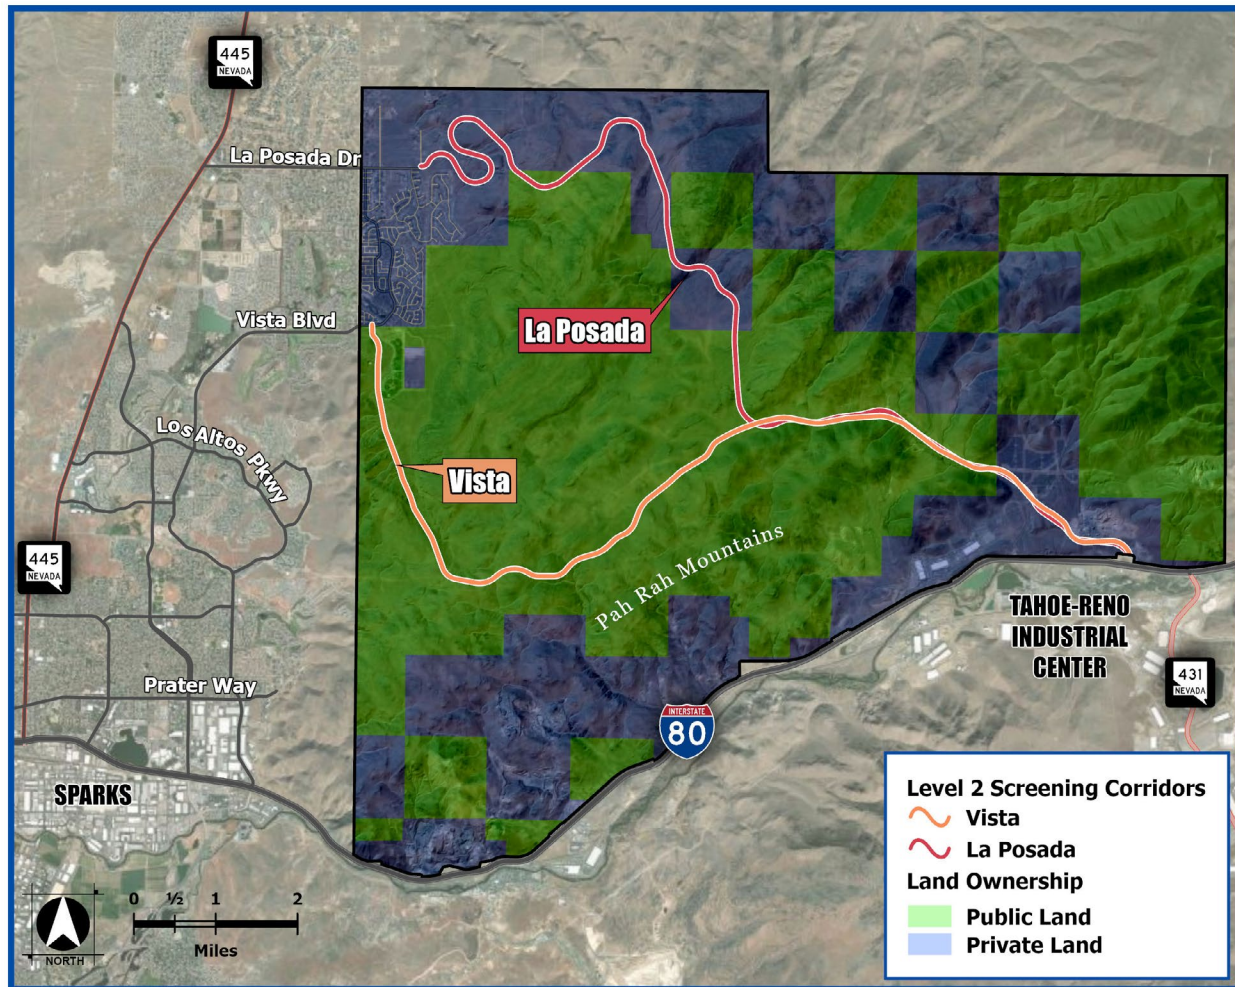 445
NEVADA
La Posada Dr
Vista Blvd
La Posada
Los Altos Pkwy
Vista
445
NEVADA
Pah Rah Mountains
TAHOE-RENO
INDUSTRIAL
CENTER
Prater Way
431
NEVADA
INTERSTATE
80
SPARKS
Level 2 Screening Corridors
Vista
La Posada
Land Ownership
Public Land
Private Land
0 ½ 1 2
Miles
NORTH